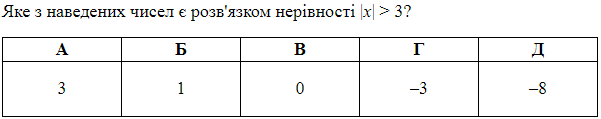 Яке з наведених чисел є розв'язком нерівності |x| > 3?
А Б В Г Д
3 1 0 –3 –8